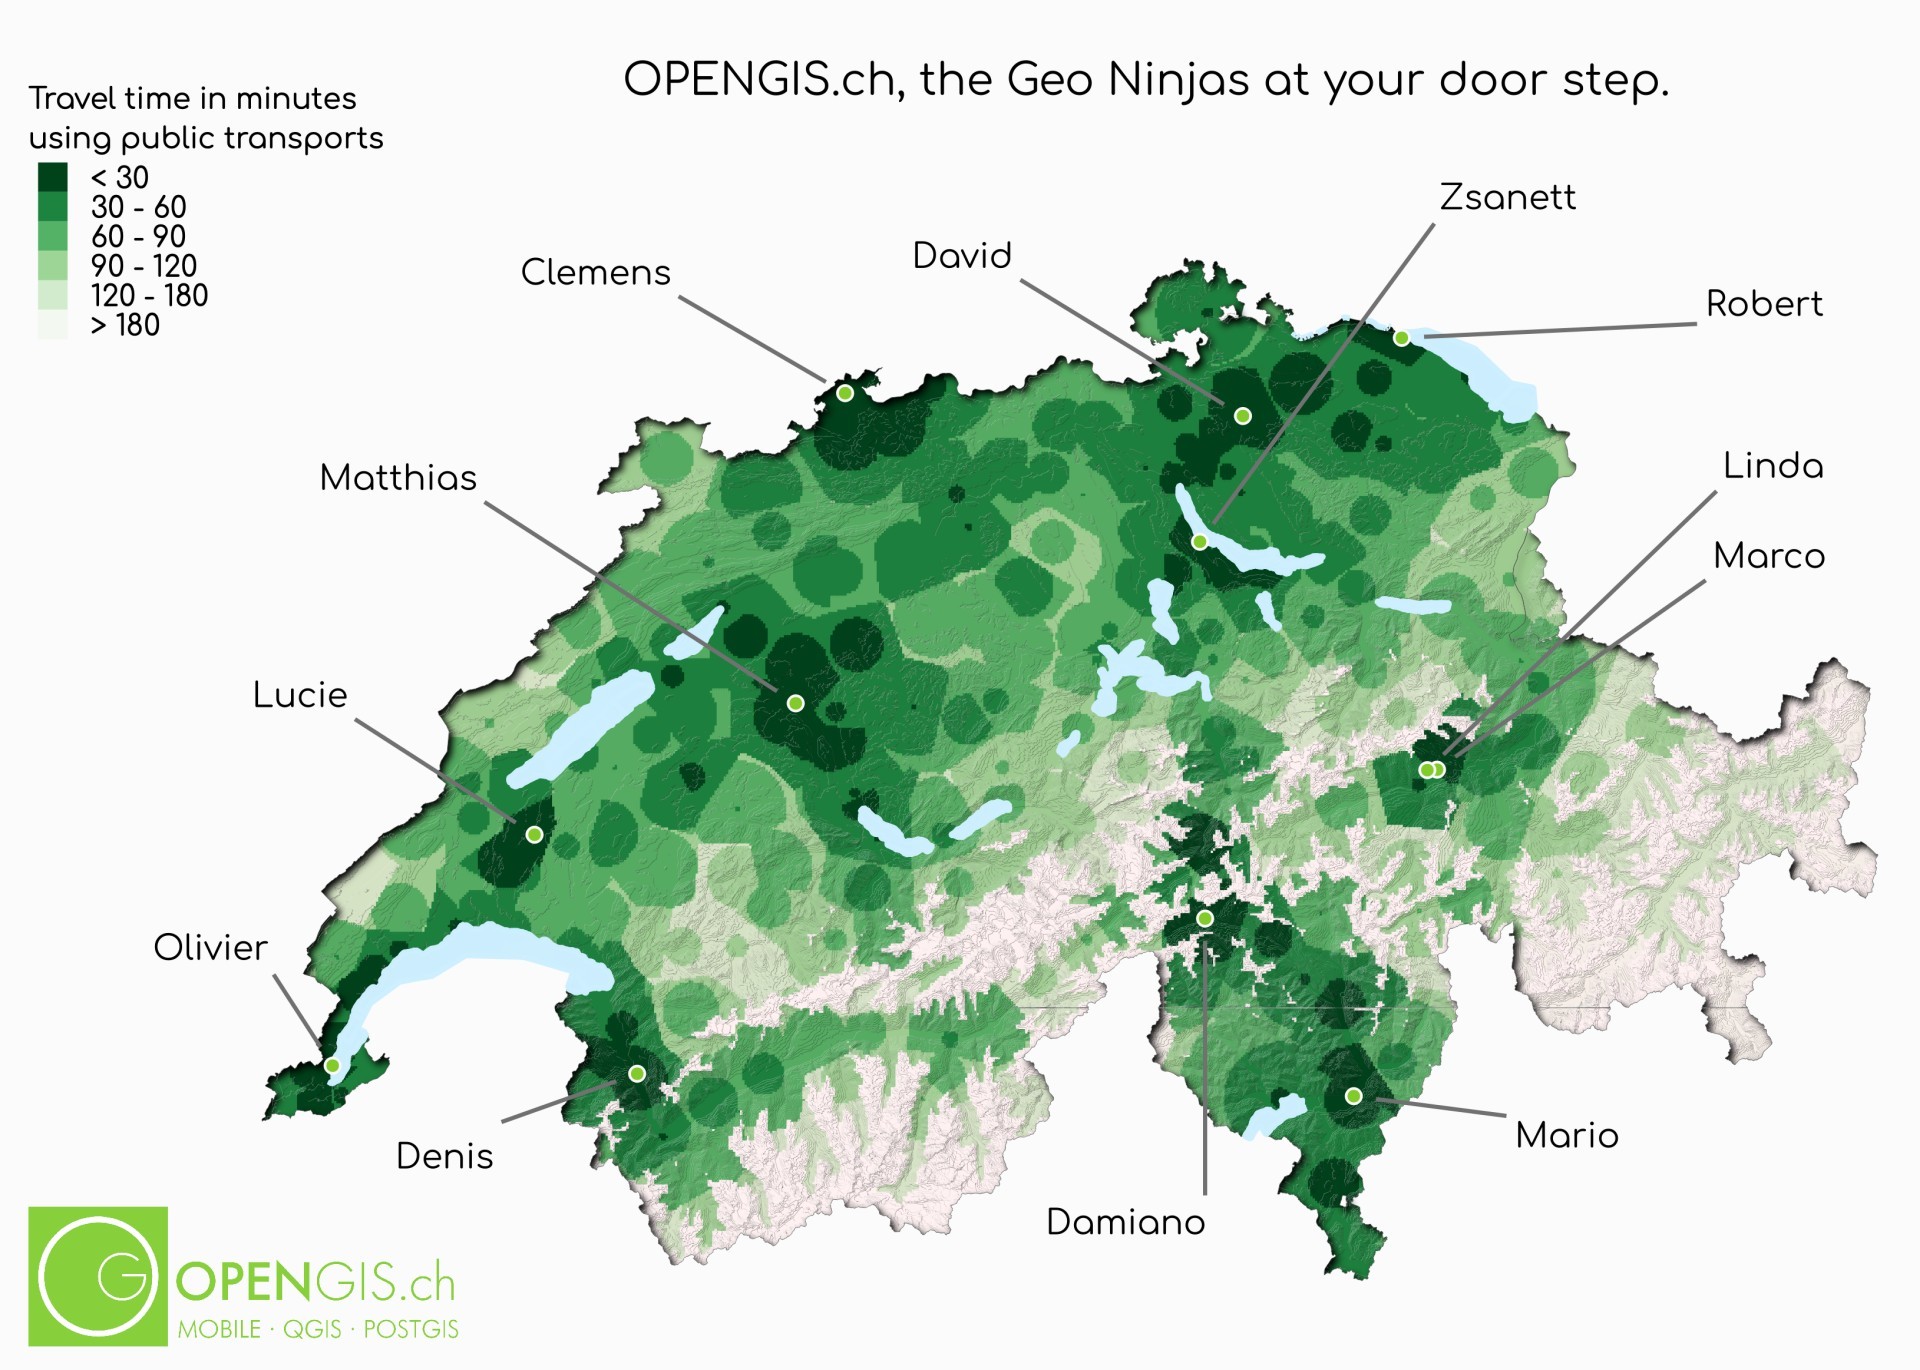 OPENGIS.ch, the Geo Ninjas at your door step.
Travel time in minutes
using public transports
< 30
30 - 60
60 - 90
90 - 120
120 - 180
> 180
Zsanett
David
Clemens
Robert
Linda
Matthias
Marco
Lucie
Olivier
Mario
Denis
Damiano
G
OPENGIS.ch
MOBILE · QGIS · POSTGIS